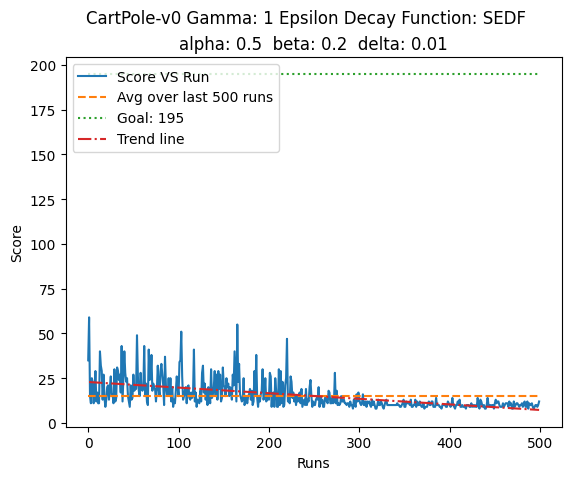 CartPole-v0 Gamma: 1 Epsilon Decay Function: SEDF
alpha: 0.5 beta: 0.2 delta: 0.01
Score VS Run
Avg over last 500 runs
Goal: 195
Trend line
200
175
150
125
100
75
50
25
0
Score
0 100 200 300 400 500
Runs